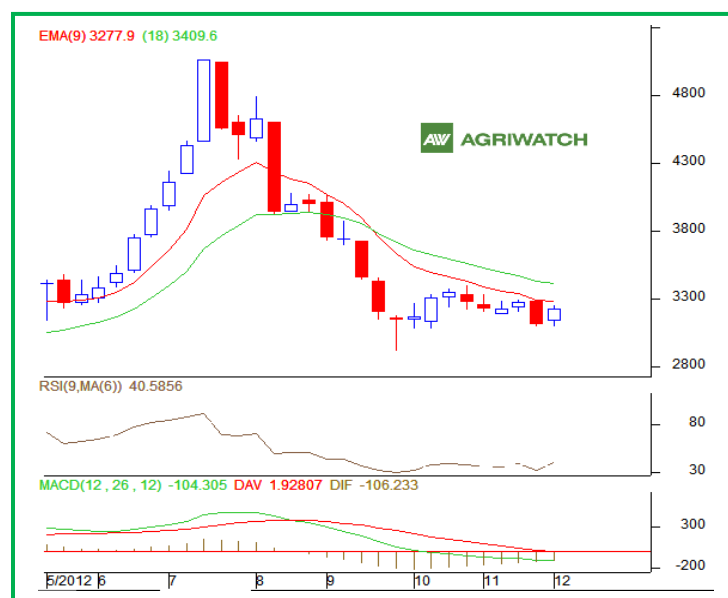 EMA(9) 3277.9 (18) 3409.6
4800
AW AGRIWATCH
4300
3800
3300
2800
RSI(9,MA(6)) 40.5856
80
30
MACD(12 , 26 , 12) -104.305 DAV 1.92807 DIF -106.233
300
-200
5/2012 6 7 8 9 10 11 12